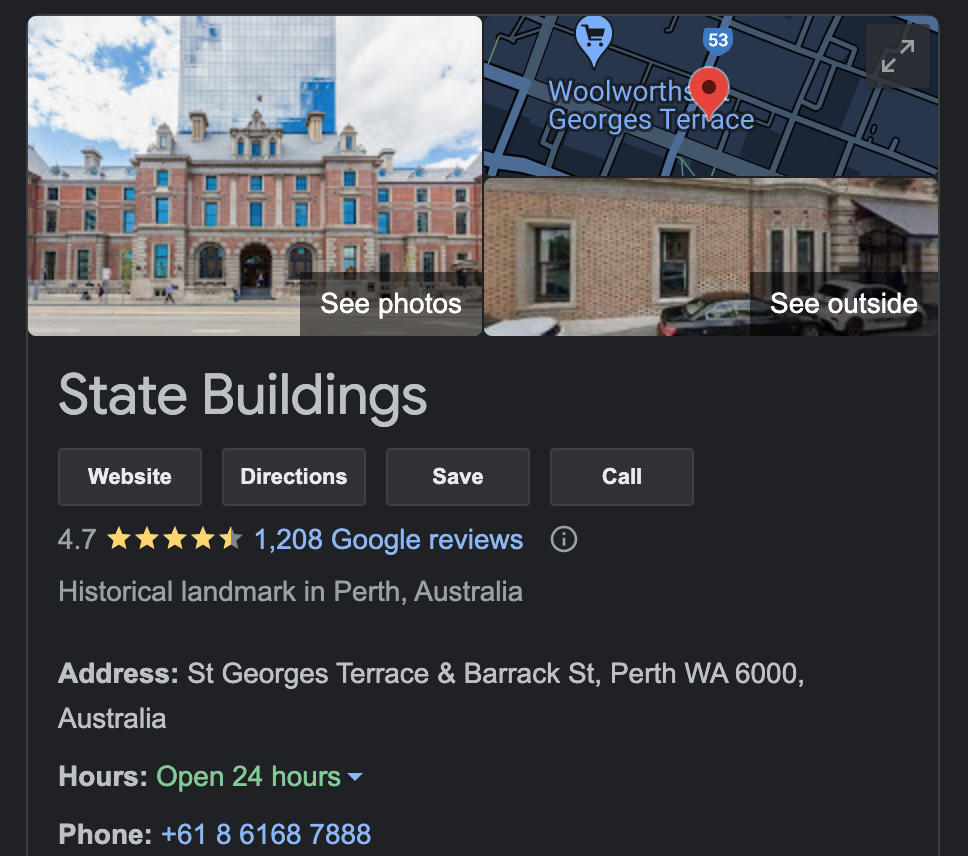 53
Woolworths
Georges Terrace
See photos
See outside
State Buildings
Website
Directions
Save
Call
4.7 1,208 Google reviews
Historical landmark in Perth, Australia
Address: St Georges Terrace & Barrack St, Perth WA 6000,
Australia
Hours: Open 24 hours
Phone: +61 8 6168 7888